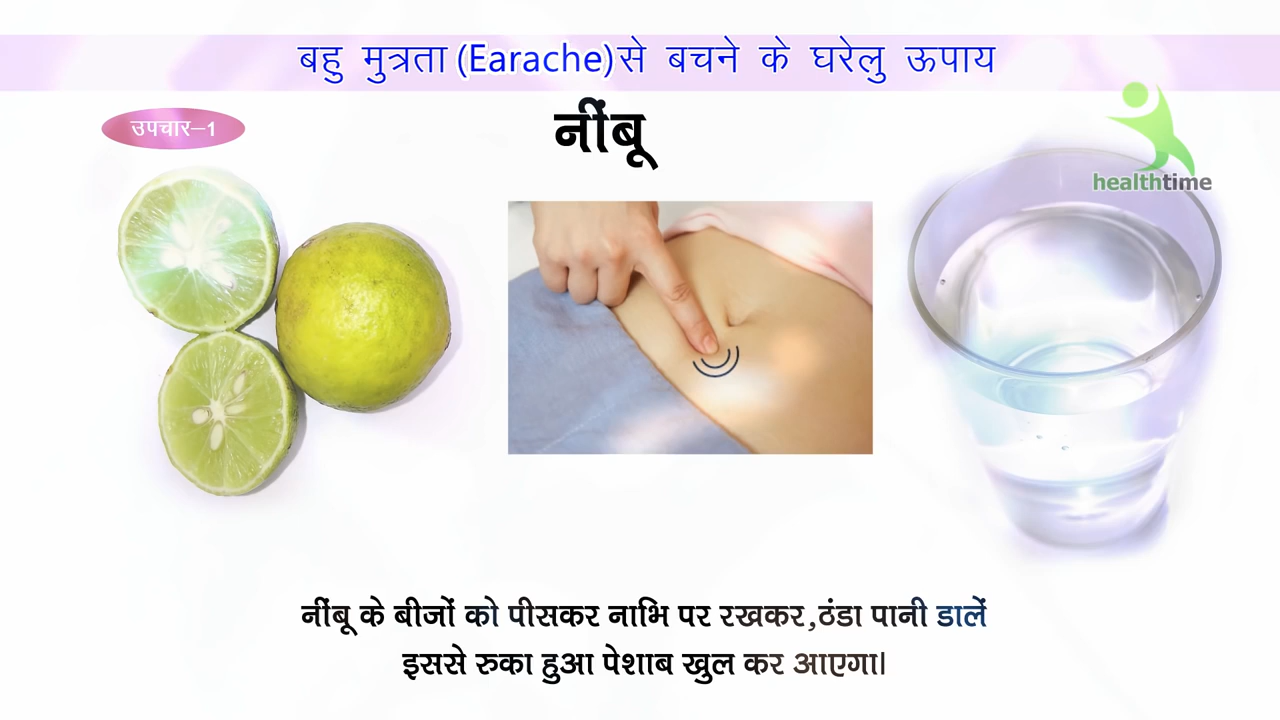 बहु मुत्रता (Earache) से बचने के घरेलु ऊपाय
उपचार–1
नींबू
healthtime
नींबू के बीजों को पीसकर नाभि पर रखकर,ठंडा पानी डालें
इससे रुका हुआ पेशाब खुल कर आएगा।